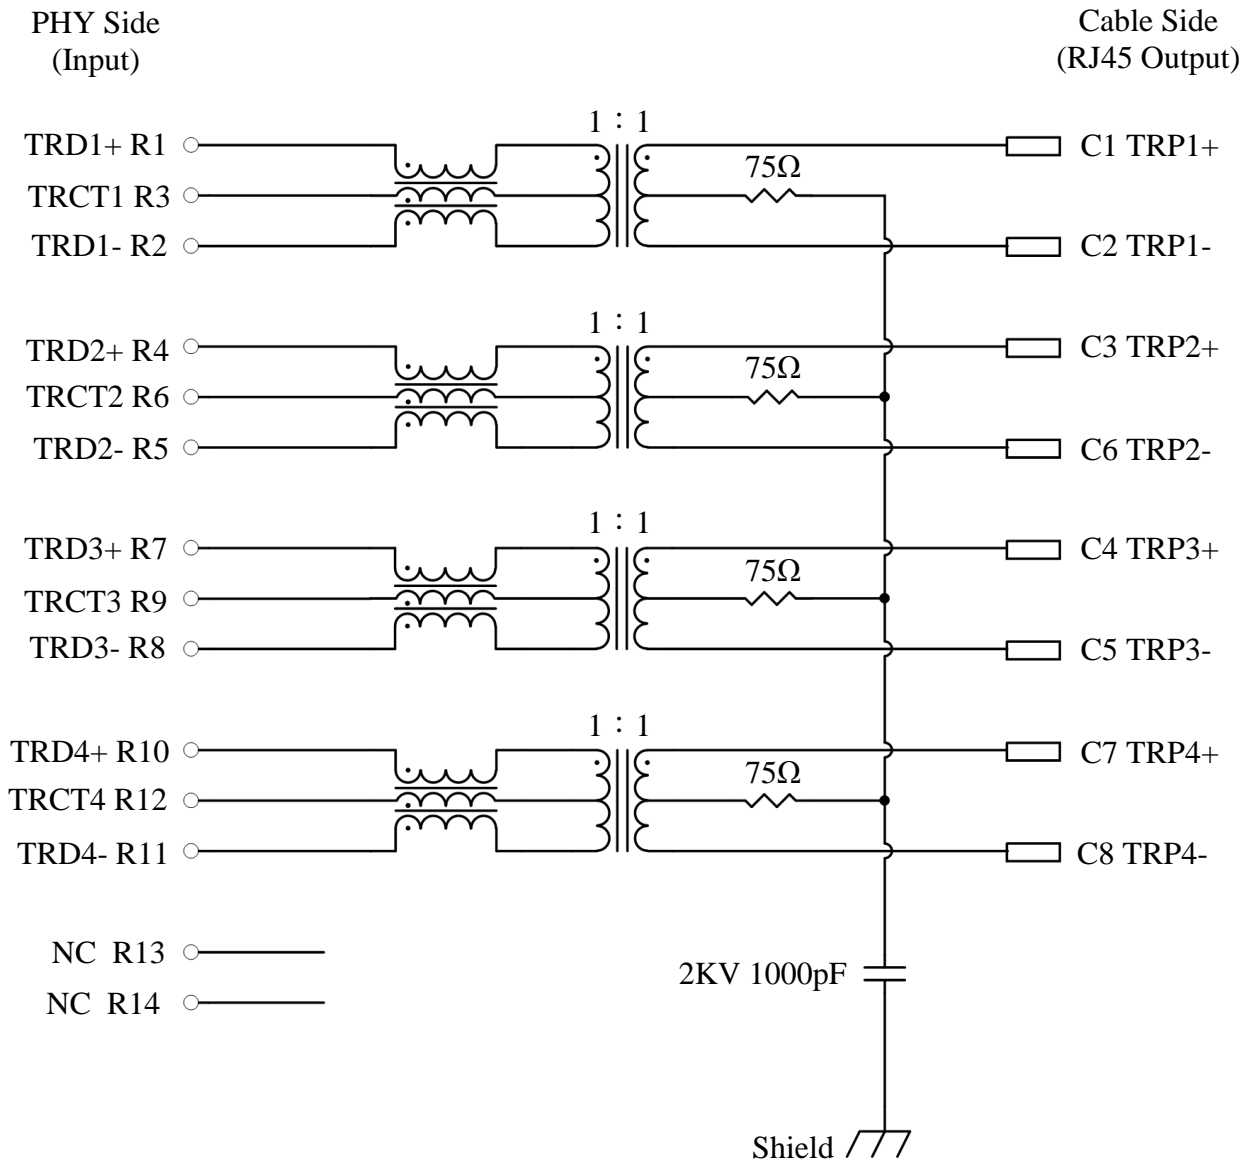 PHY Side
(Input)
Cable Side
(RJ45 Output)
1 : 1
TRD1+ R1
75Ω
C1 TRP1+
TRCT1 R3
TRD1- R2
C2 TRP1-
1 : 1
TRD2+ R4
75Ω
C3 TRP2+
TRCT2 R6
TRD2- R5
C6 TRP2-
1 : 1
TRD3+ R7
75Ω
C4 TRP3+
TRCT3 R9
TRD3- R8
C5 TRP3-
1 : 1
TRD4+ R10
75Ω
C7 TRP4+
TRCT4 R12
TRD4- R11
C8 TRP4-
NC R13
2KV 1000pF
NC R14
Shield